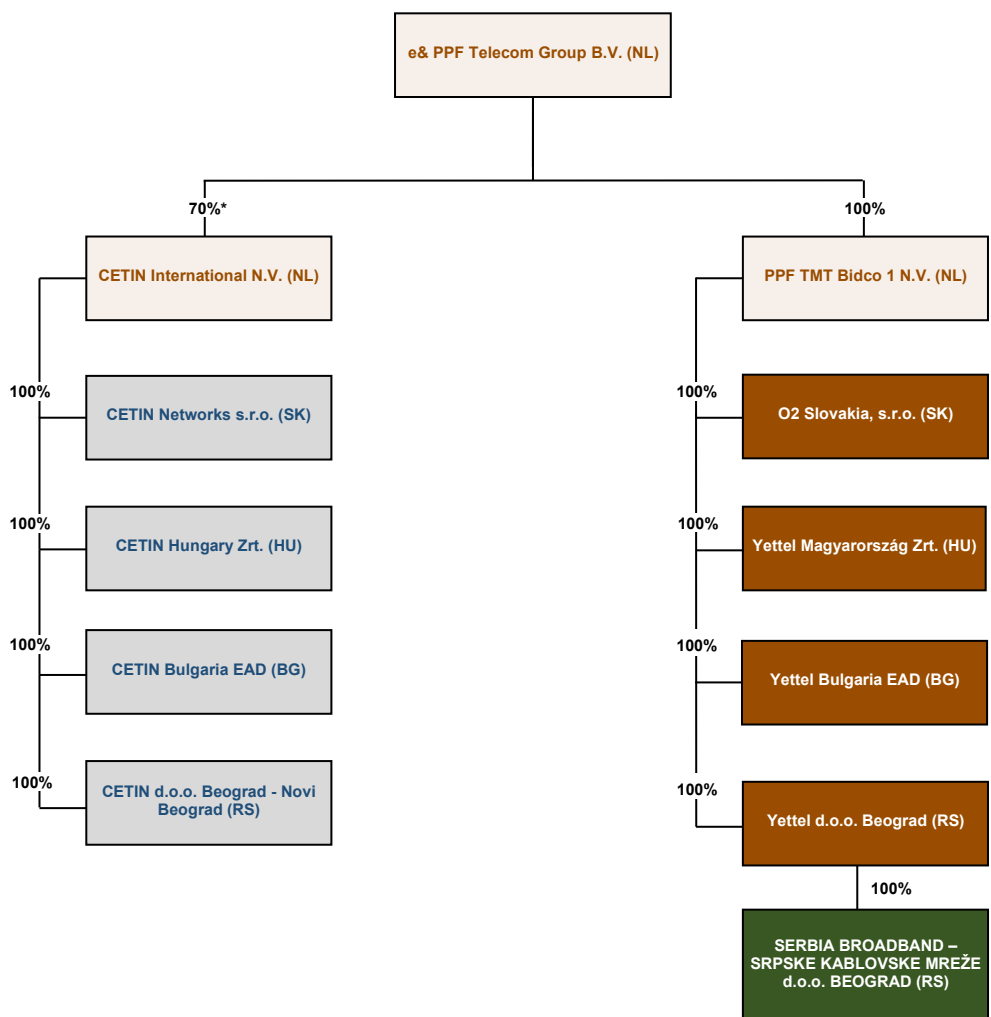 e& PPF Telecom Group B.V. (NL)
70%*
100%
CETIN International N.V. (NL)
PPF TMT Bidco 1 N.V. (NL)
100%
CETIN Networks s.r.o. (SK)
100%
O2 Slovakia, s.r.o. (SK)
100%
CETIN Hungary Zrt. (HU)
100%
Yettel Magyarország Zrt. (HU)
100%
CETIN Bulgaria EAD (BG)
100%
Yettel Bulgaria EAD (BG)
100%
CETIN d.o.o. Beograd - Novi
Beograd (RS)
100%
Yettel d.o.o. Beograd (RS)
100%
SERBIA BROADBAND –
SRPSKE KABLOVSKE MREŽE
d.o.o. BEOGRAD (RS)